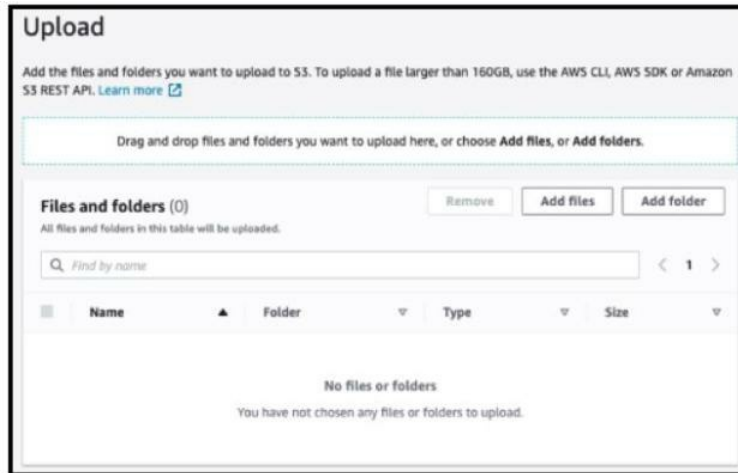 Upload
Add the files and folders you want to upload to S3. To upload a file larger than 160GB, use the AWS CLI, AWS SDK or Amazon
S3 REST API. Learn more
Drag and drop files and folders you want to upload here, or choose Add files, or Add folders.
Files and folders (0)
Remove
Add files
Add folder
All files and folders in this table will be uploaded.
Find by name
1
Name
Folder
Type
Size
No files or folders
You have not chosen any files or folders to upload.